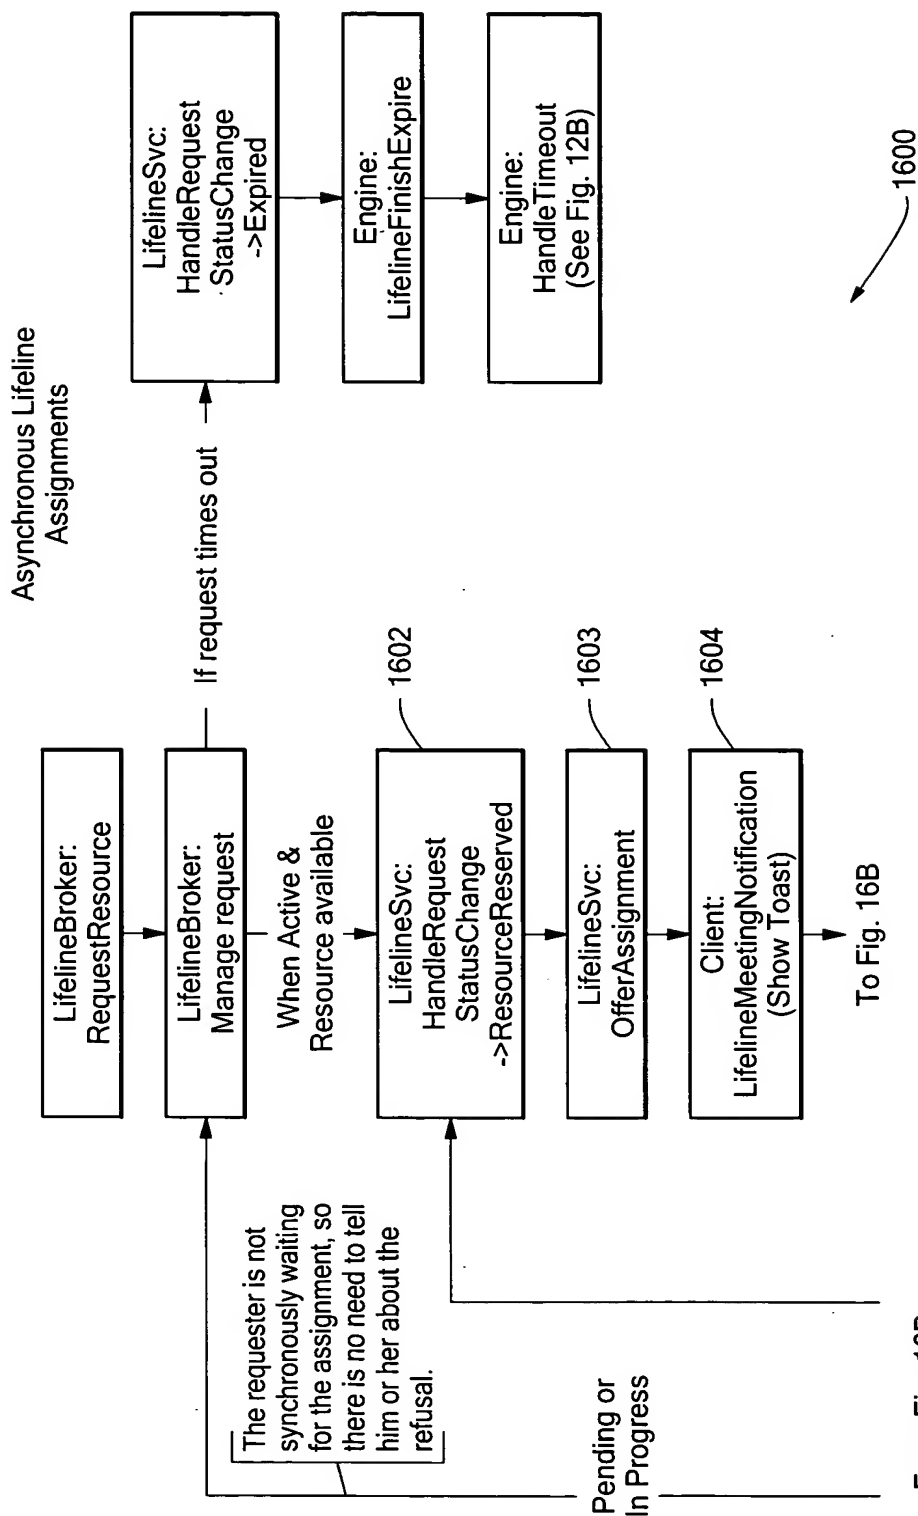 Asynchronous Lifeline
Assignments
LifelineBroker:
RequestResource
LifelineBroker:
Manage request
If request times out
LifelineSvc:
HandleRequest
StatusChange
->Expired
Engine:
LifelineFinishExpire
Engine:
HandleTimeout
(See Fig. 12B)
When Active &
Resource available
LifelineSvc:
HandleRequest
StatusChange
->ResourceReserved
1602
LifelineSvc:
OfferAssignment
1603
Client:
LifelineMeetingNotification
(Show Toast)
1604
To Fig. 16B
1600
The requester is not
synchronously waiting
for the assignment, so
there is no need to tell
him or her about the
refusal.
Pending or
In Progress